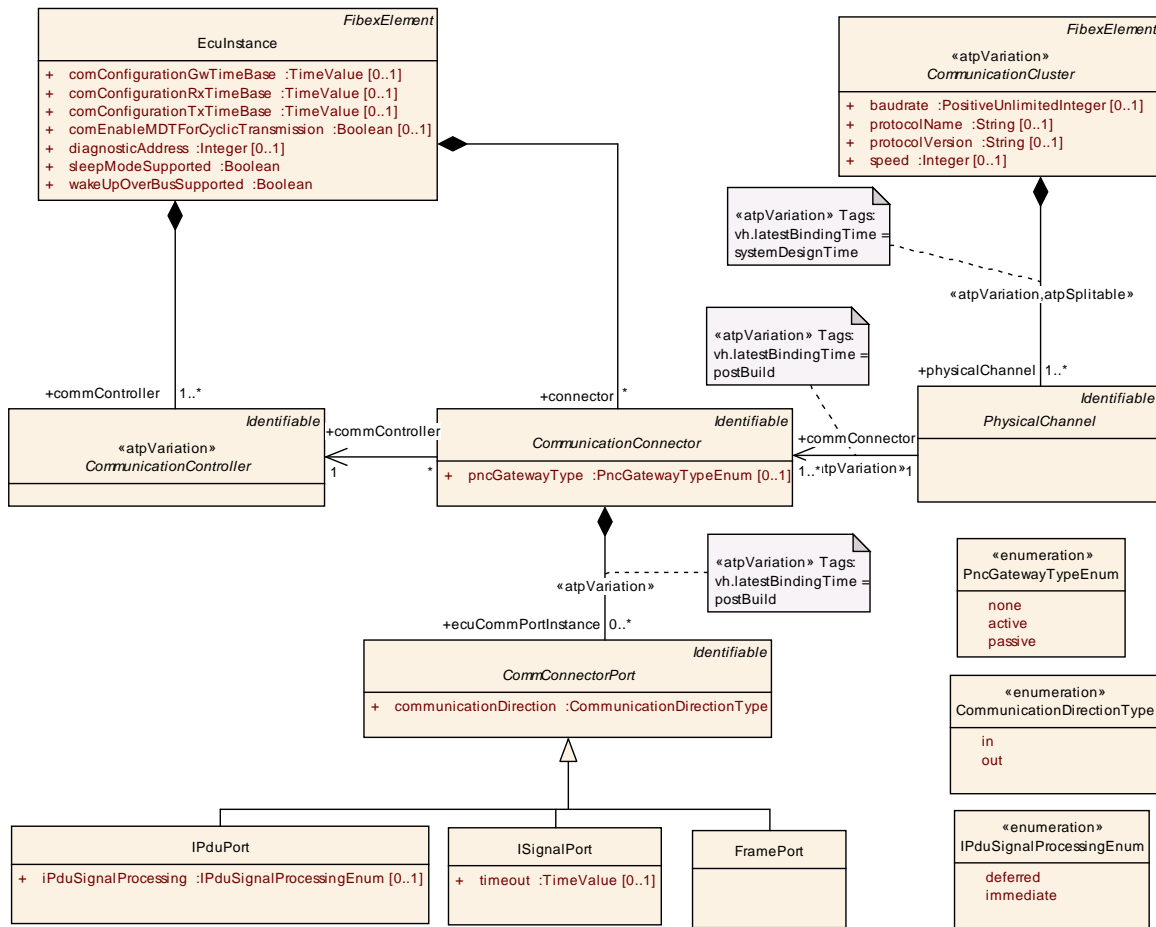 FibexElement
EcuInstance
+ comConfigurationGwTimeBase :TimeValue [0..1]
+ comConfigurationRxTimeBase :TimeValue [0..1]
+ comConfigurationTxTimeBase :TimeValue [0..1]
+ comEnableMDTForCyclicTransmission :Boolean [0..1]
+ diagnosticAddress :Integer [0..1]
+ sleepModeSupported :Boolean
+ wakeUpOverBusSupported :Boolean
FibexElement
«atpVariation»
CommunicationCluster
+ baudrate :PositiveUnlimitedInteger [0..1]
+ protocolName :String [0..1]
+ protocolVersion :String [0..1]
+ speed :Integer [0..1]
«atpVariation» Tags:
vh.latestBindingTime =
systemDesignTime
«atpVariation,atpSplitable»
«atpVariation» Tags:
vh.latestBindingTime =
postBuild
+physicalChannel 1..*
+commController 1..*
+connector *
Identifiable
«atpVariation»
CommunicationController
+commController
1 *
Identifiable
CommunicationConnector
+ pncGatewayType :PncGatewayTypeEnum [0..1]
+commConnector
1..* ıtpVariation» 1
Identifiable
PhysicalChannel
«atpVariation»
«atpVariation» Tags:
vh.latestBindingTime =
postBuild
+ecuCommPortInstance 0..*
«enumeration»
PncGatewayTypeEnum
none
active
passive
Identifiable
CommConnectorPort
+ communicationDirection :CommunicationDirectionType
«enumeration»
CommunicationDirectionType
in
out
IPduPort
+ iPduSignalProcessing :IPduSignalProcessingEnum [0..1]
ISignalPort
+ timeout :TimeValue [0..1]
FramePort
«enumeration»
IPduSignalProcessingEnum
deferred
immediate